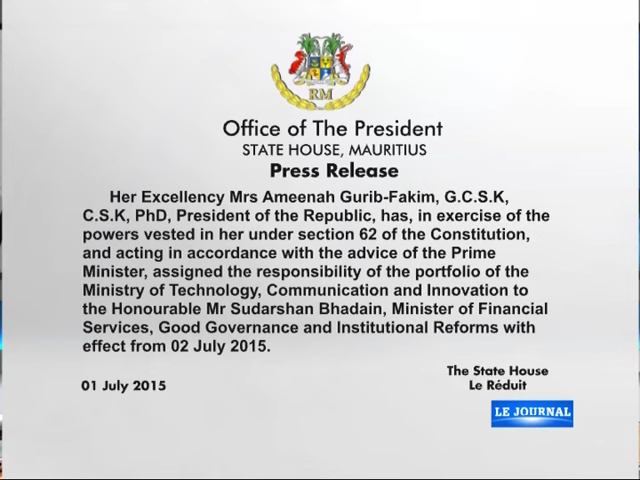 RM
Office of The President
STATE HOUSE, MAURITIUS
Press Release
Her Excellency Mrs Ameenah Gurib-Fakim, G.C.S.K,
C.S.K, PhD, President of the Republic, has, in exercise of the
powers vested in her under section 62 of the Constitution,
and acting in accordance with the advice of the Prime
Minister, assigned the responsibility of the portfolio of the
Ministry of Technology, Communication and Innovation to
the Honourable Mr Sudarshan Bhadain, Minister of Financial
Services, Good Governance and Institutional Reforms with
effect from 02 July 2015.
The State House
01 July 2015
Le Réduit
LE JOURNAL